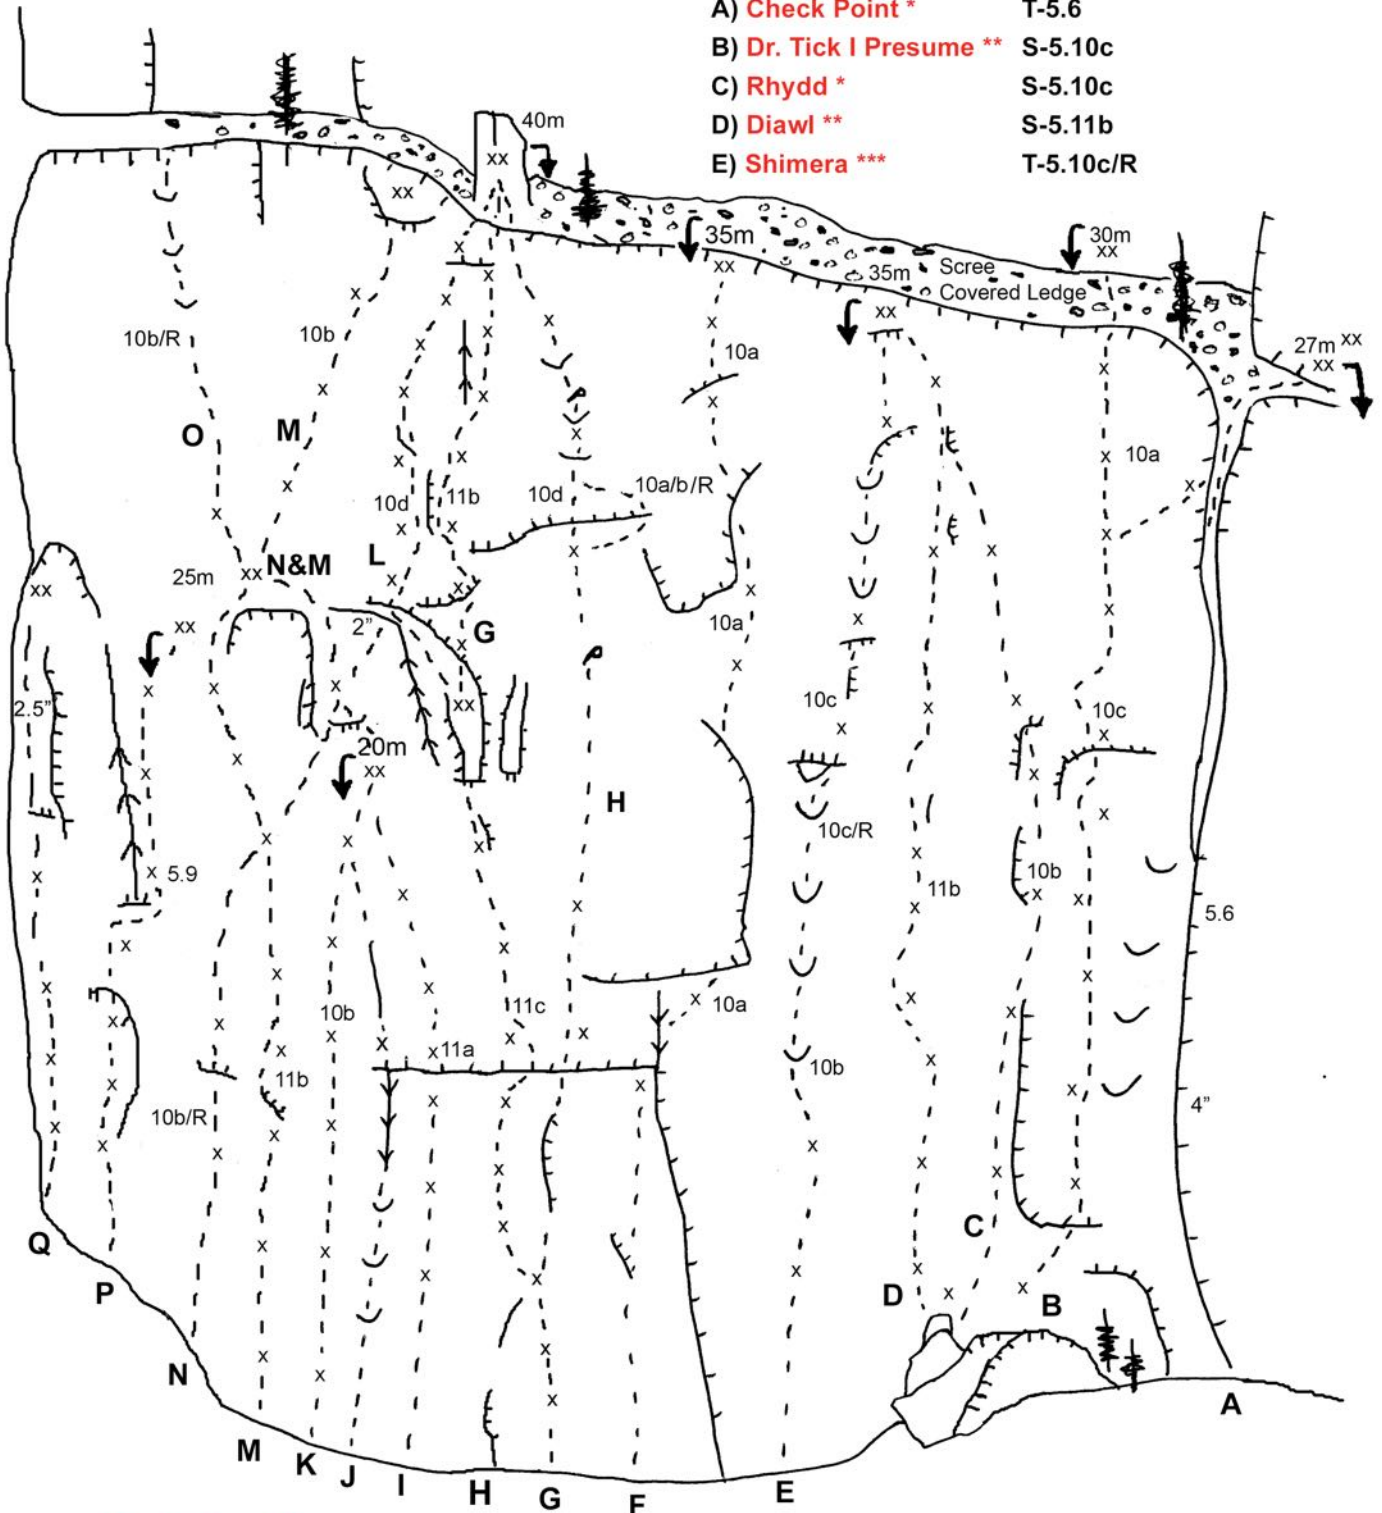 A) Check Point * T-5.6
B) Dr. Tick I Presume ** S-5.10c
C) Rhydd * S-5.10c
D) Diawl ** S-5.11b
E) Shimera *** T-5.10c/R
40m
xx
xx
35m
30m
xx
xx
35m
Scree
Covered Ledge
xx
27m xx
xx
10b/R
10b
10a
O
M
10a
10d
11b
10d
10a/b/R
L
N&M
25m
xx
xx
xx
2"
G
10a
2.5"
xx
10c
10c
20m
xx
H
10c/R
5.9
10b
11b
5.6
10b
11c
10a
11a
10b
11b
10b/R
4"
Q
C
P
D
B
N
A
M
K
J
I
H
G
F
E